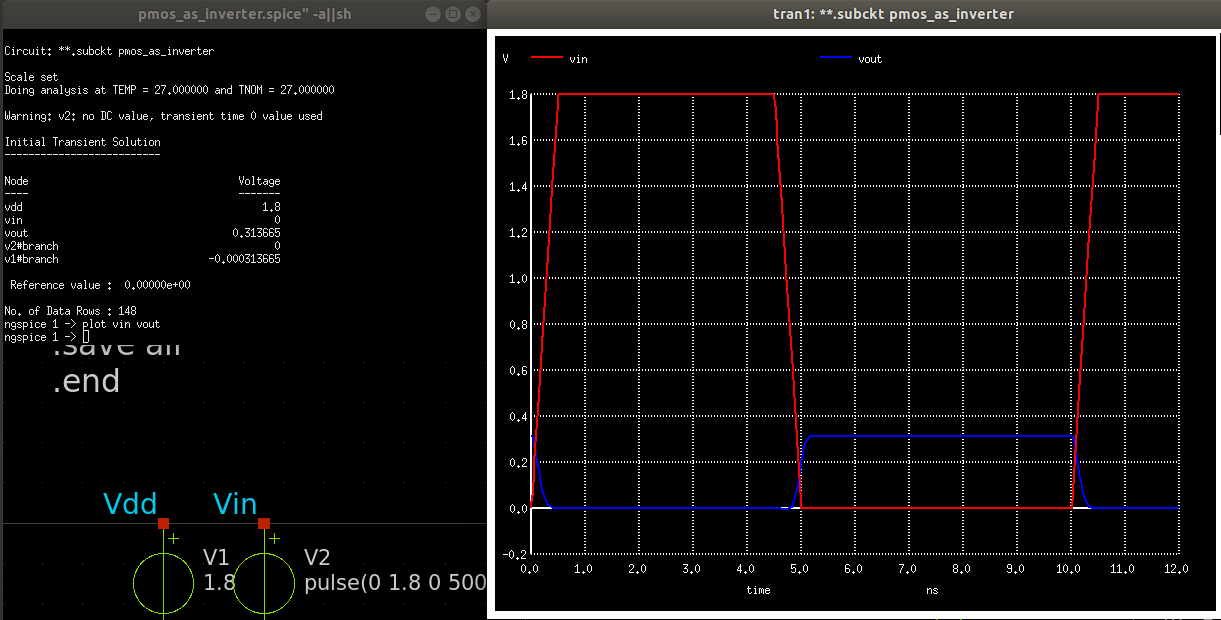 pmos_as_inverter.spice" -a||sh
Circuit: **.subckt pmos_as_inverter
Scale set
Doing analysis at TEMP = 27.000000 and TNOM = 27.000000
Warning: v2: no DC value, transient time 0 value used
Initial Transient Solution
--------------------------
Node Voltage
---- -------
vdd 1.8
vin 0
vout 0.313665
v2#branch 0
v1#branch -0.000313665
Reference value : 0.00000e+00
No. of Data Rows : 148
ngspice 1 -> plot vin vout
ngspice 1 ->
.save all
.end
Vdd Vin
+ +
V1 V2
1.8 pulse(0 1.8 0 500
tran1: **.subckt pmos_as_inverter
V vin vout
1.8
1.6
1.4
1.2
1.0
0.8
0.6
0.4
0.2
0.0
-0.2
0.0 1.0 2.0 3.0 4.0 5.0 6.0 7.0 8.0 9.0 10.0 11.0 12.0
time ns